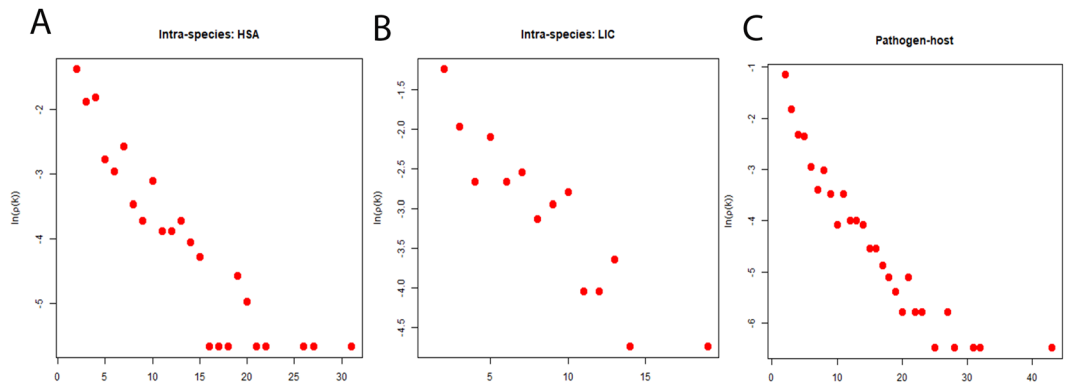 A
Intra-species: HSA
ln(p(k))
-2
-3
-4
-5
0 5 10 15 20 25 30
B
Intra-species: LIC
ln(p(k))
-1.5
-2.0
-2.5
-3.0
-3.5
-4.0
-4.5
5 10 15
C
Pathogen-host
ln(p(k))
-1
-2
-3
-4
-5
-6
0 10 20 30 40